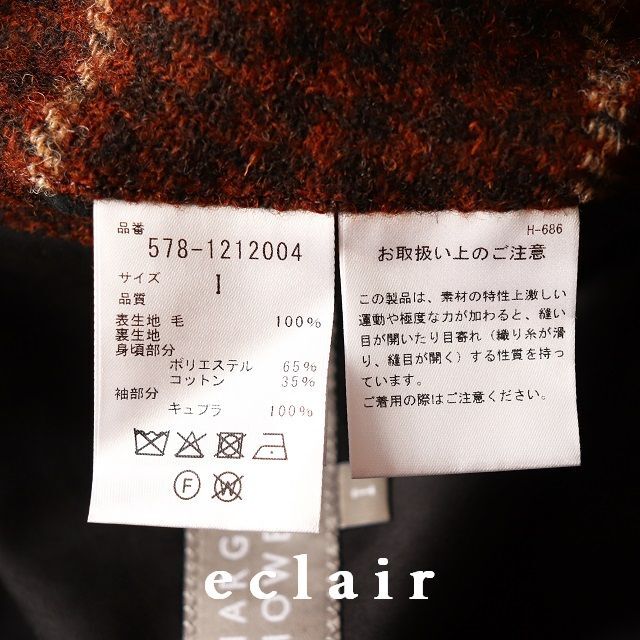 品番
578-1212004
サイズ I
品質
表生地 毛 100%
裏生地
身頃部分
ポリエステル 65%
コットン 35%
袖部分
キュプラ 100%
F
W
H-686
お取扱い上のご注意
この製品は、素材の特性上激しい
運動や極度な力が加わると、縫い
目が開いたり目寄れ(織り糸が滑
り、縫目が開く)する性質を持っ
ています。
ご着用の際はご注意ください。
eclair